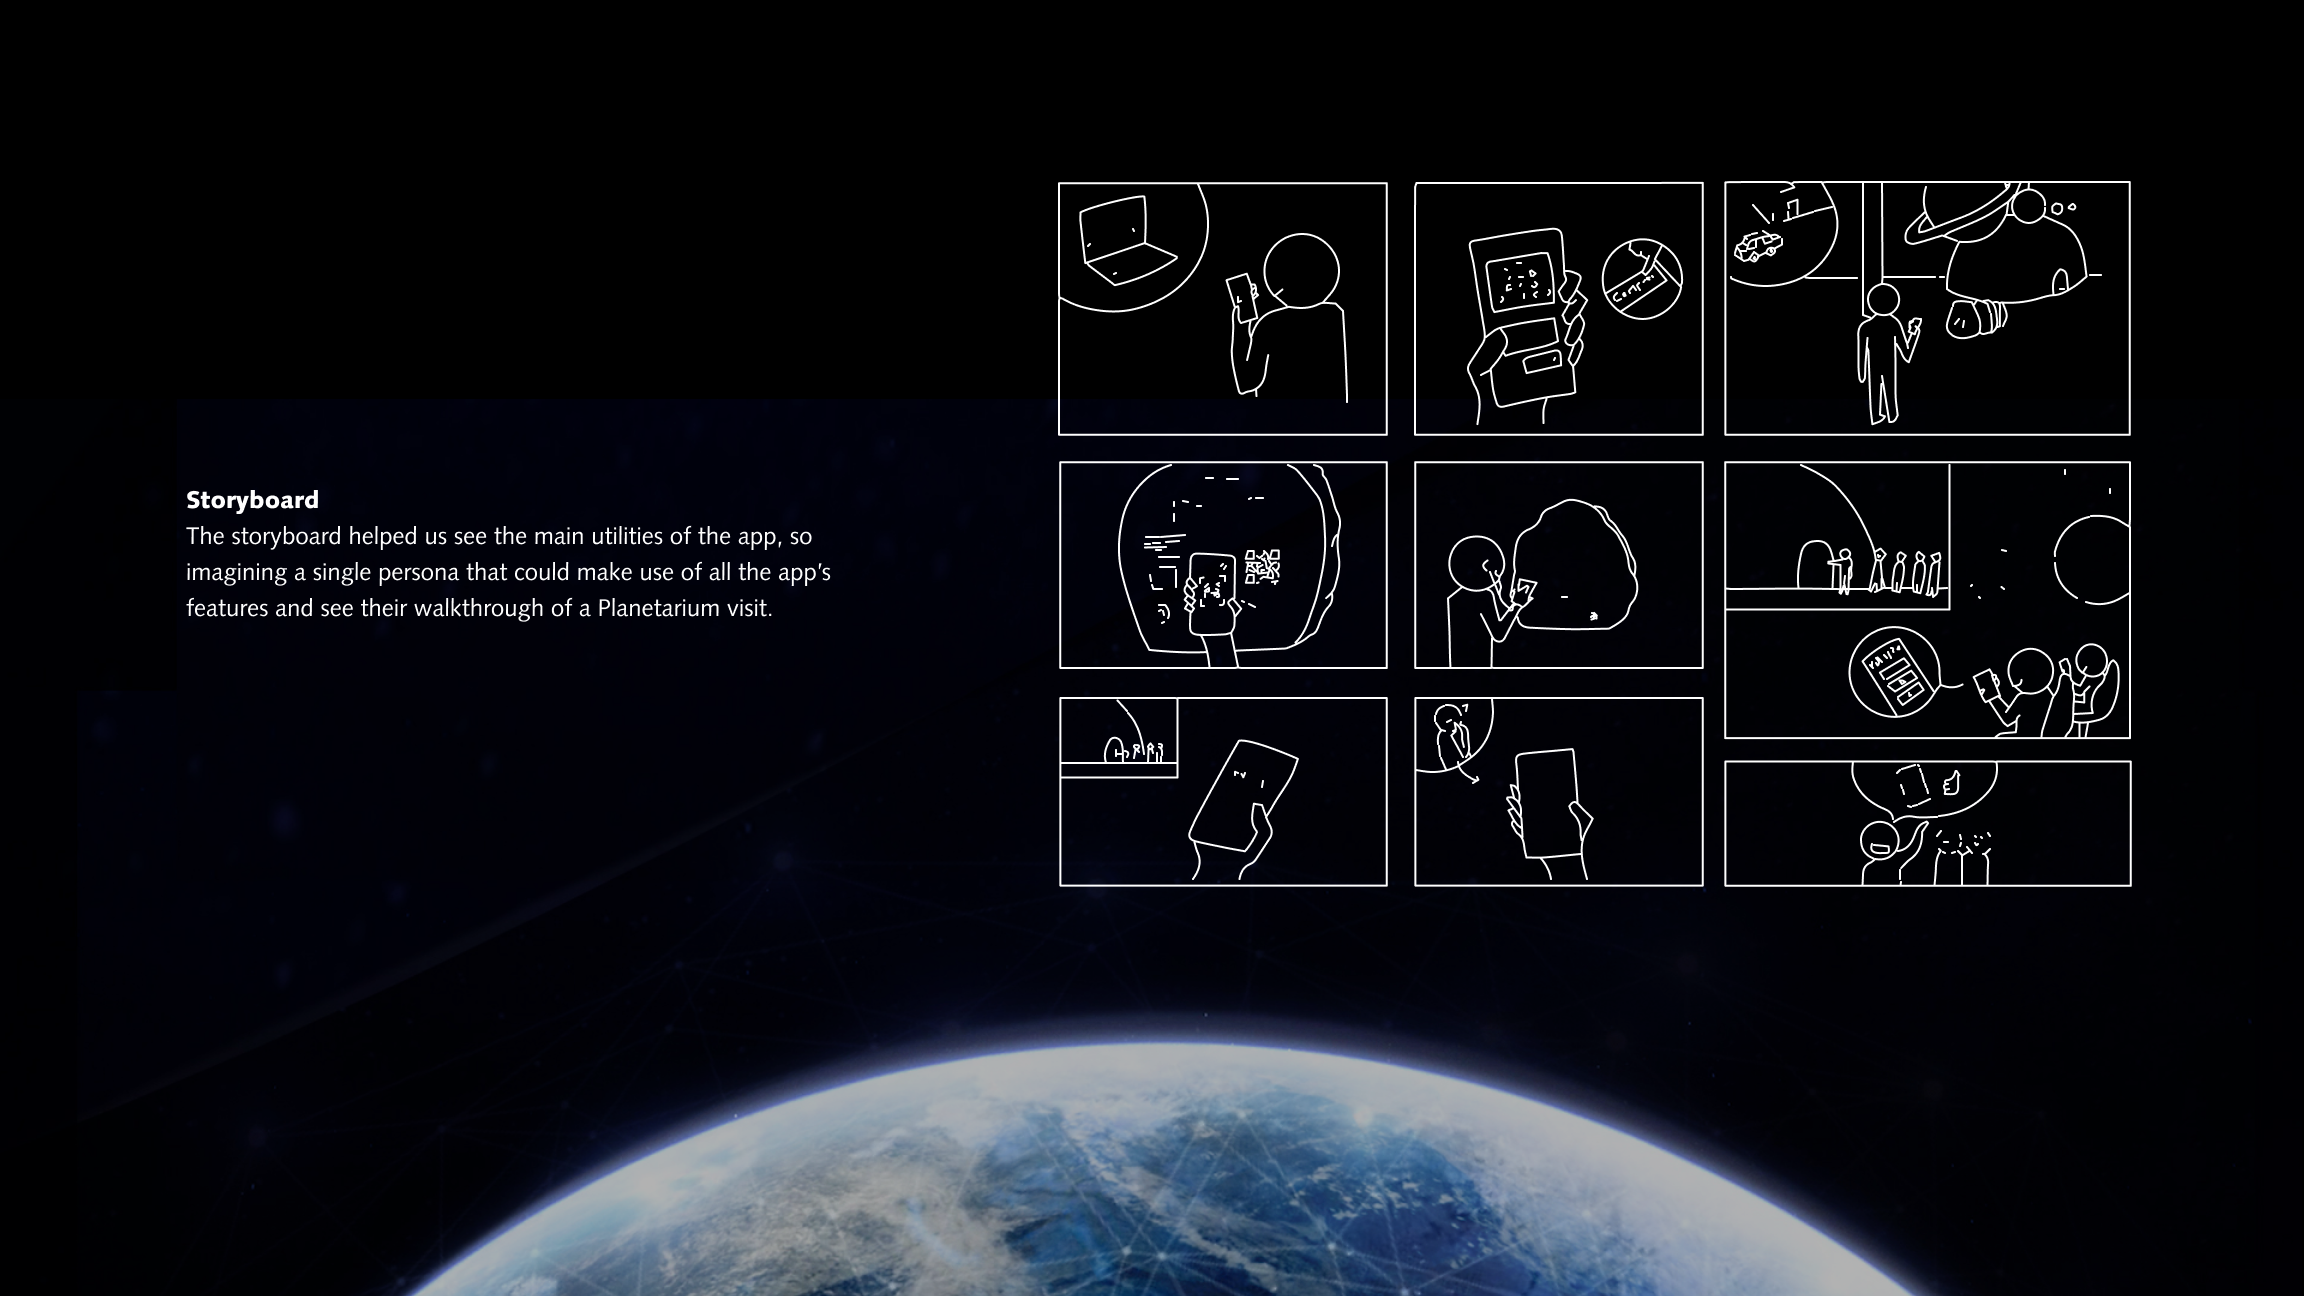 Storyboard
The storyboard helped us see the main utilities of the app, so
imagining a single persona that could make use of all the app's
features and see their walkthrough of a Planetarium visit.